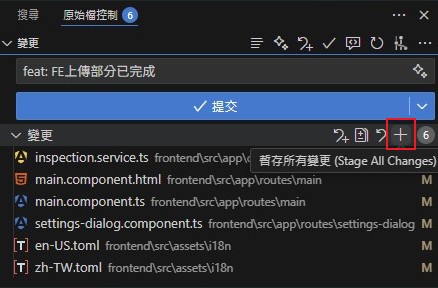 搜尋 原始檔控制
變更
feat: FE上傳部分已完成
提交
變更 6
inspection.service.ts frontend\src\app\c M
暫存所有變更 (Stage All Changes)
main.component.html frontend\src\app\routes\main M
main.component.ts frontend\src\app\routes\main M
settings-dialog.component.ts frontend\src\app\routes\settings-dialog M
en-US.toml frontend\src\assets\i18n M
zh-TW.toml frontend\src\assets\i18n M